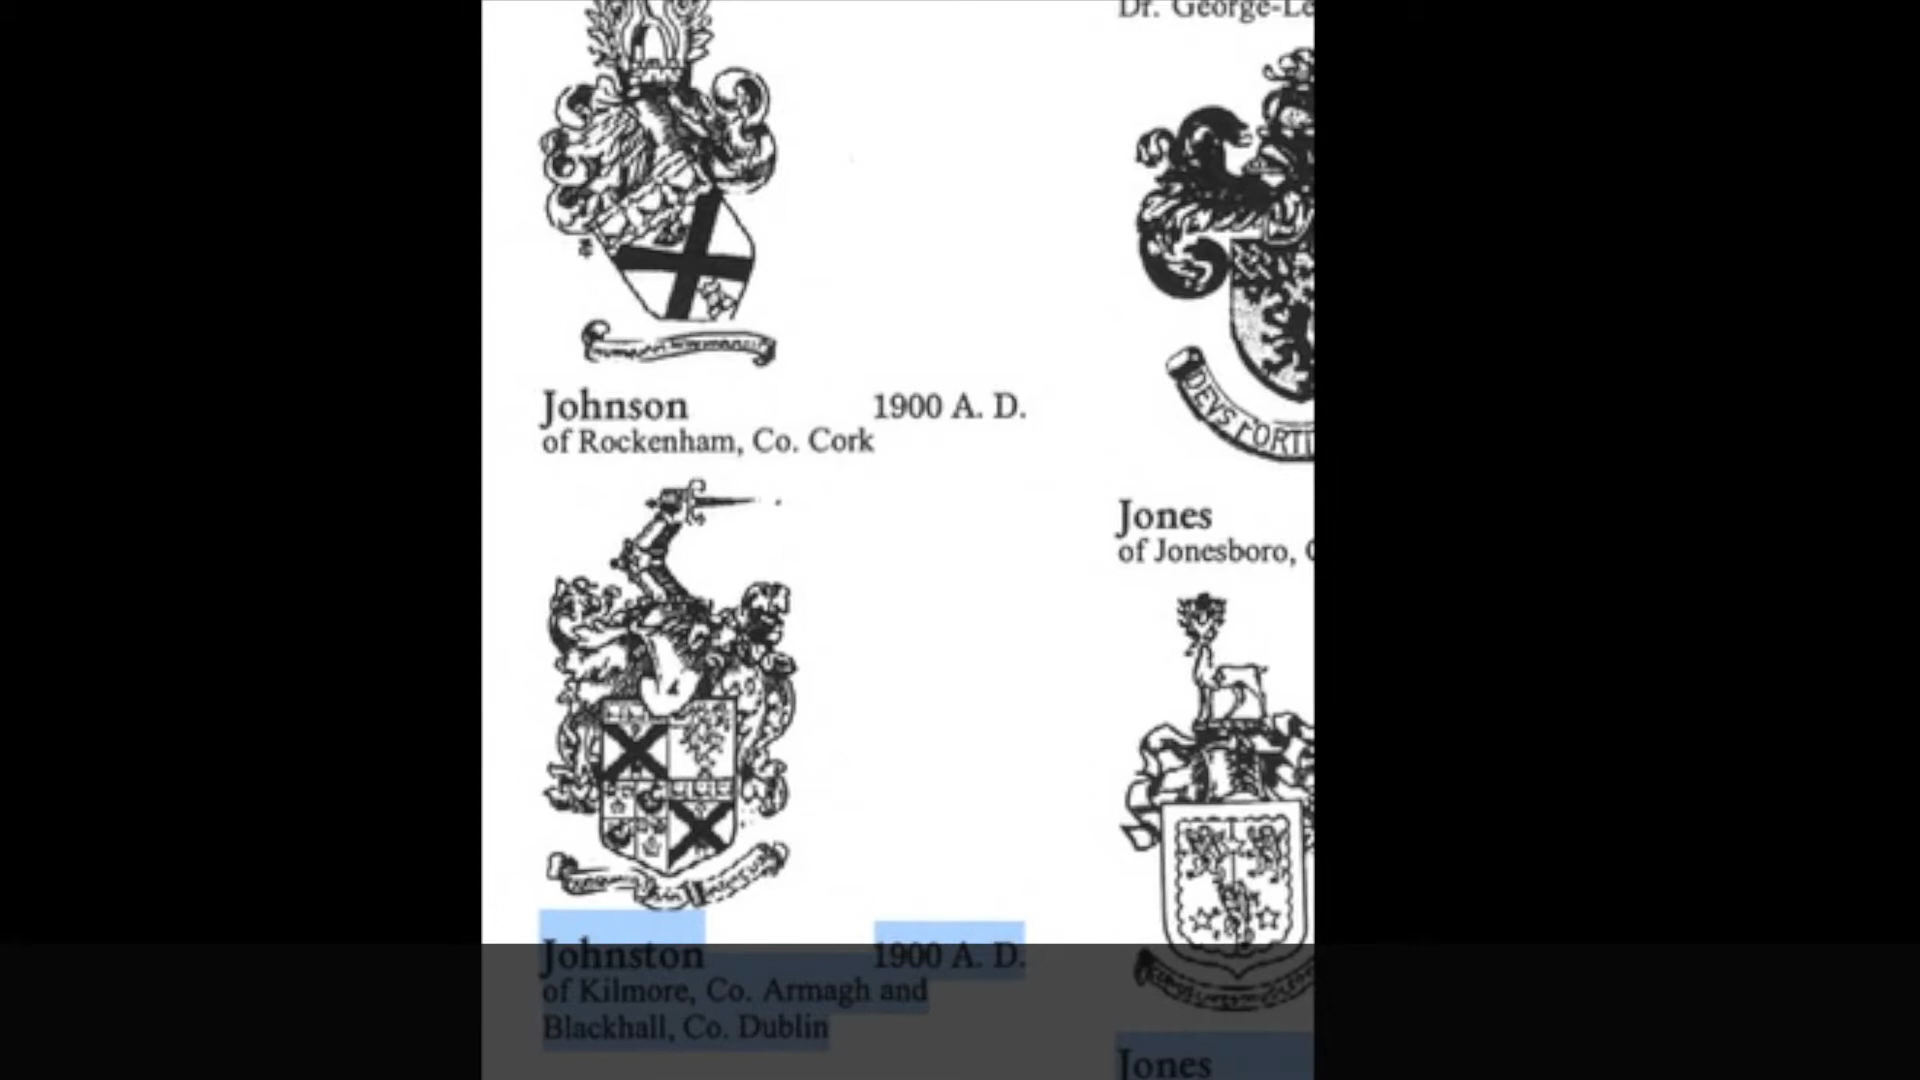 Dr. George-Le
Johnson 1900 A. D.
of Rockenham, Co. Cork
DEVS FORTI
Jones
of Jonesboro,
Johnston 1900 A. D.
of Kilmore, Co. Armagh and
Blackhall, Co. Dublin
Jones